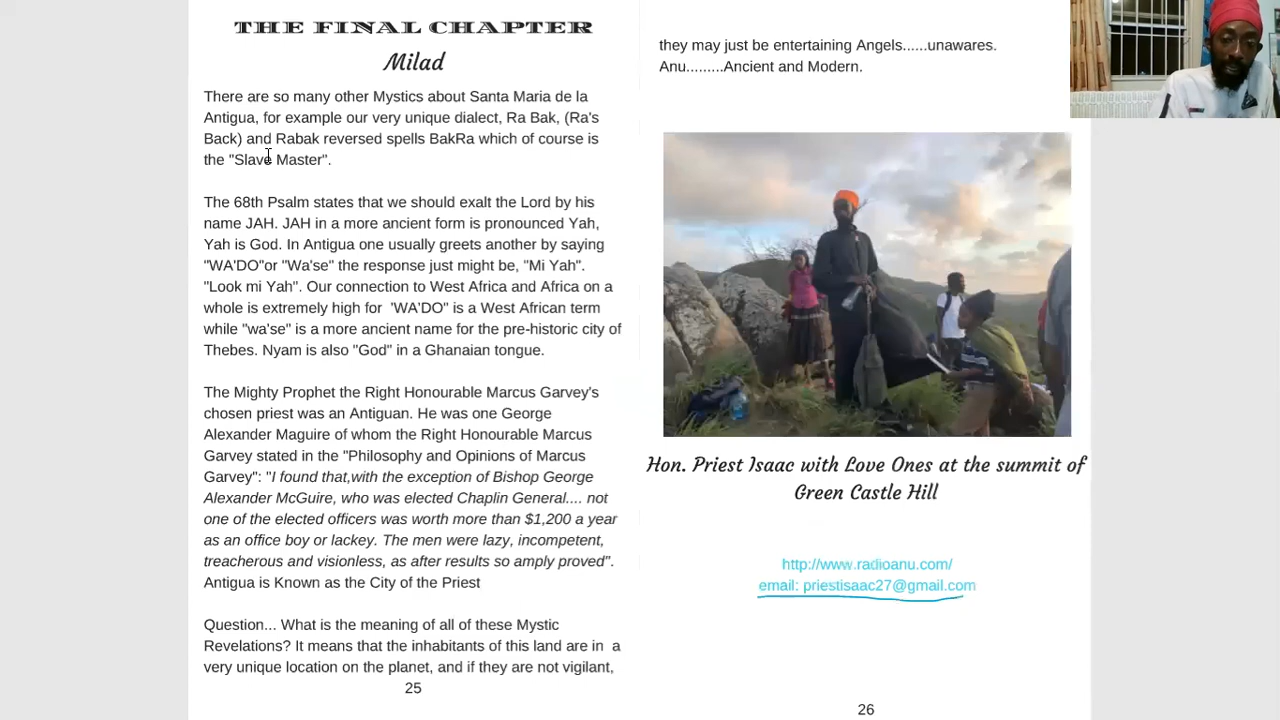 THE FINAL CHAPTER
Milad
There are so many other Mystics about Santa Maria de la
Antigua, for example our very unique dialect, Ra Bak, (Ra's
Back) and Rabak reversed spells BakRa which of course is
the "Slave Master".
The 68th Psalm states that we should exalt the Lord by his
name JAH. JAH in a more ancient form is pronounced Yah,
Yah is God. In Antigua one usually greets another by saying
"WA'DO"or "Wa'se" the response just might be, "Mi Yah".
"Look mi Yah". Our connection to West Africa and Africa on a
whole is extremely high for 'WA'DO" is a West African term
while "wa'se" is a more ancient name for the pre-historic city of
Thebes. Nyam is also "God" in a Ghanaian tongue.
The Mighty Prophet the Right Honourable Marcus Garvey's
chosen priest was an Antiguan. He was one George
Alexander Maguire of whom the Right Honourable Marcus
Garvey stated in the "Philosophy and Opinions of Marcus
Garvey": "I found that,with the exception of Bishop George
Alexander McGuire, who was elected Chaplin General.... not
one of the elected officers was worth more than $1,200 a year
as an office boy or lackey. The men were lazy, incompetent,
treacherous and visionless, as after results so amply proved".
Antigua is Known as the City of the Priest
Question... What is the meaning of all of these Mystic
Revelations? It means that the inhabitants of this land are in a
very unique location on the planet, and if they are not vigilant,
25
they may just be entertaining Angels......unawares.
Anu.........Ancient and Modern.
Hon. Priest Isaac with Love Ones at the summit of
Green Castle Hill
http://www.radioanu.com/
email: priestisaac27@gmail.com
26